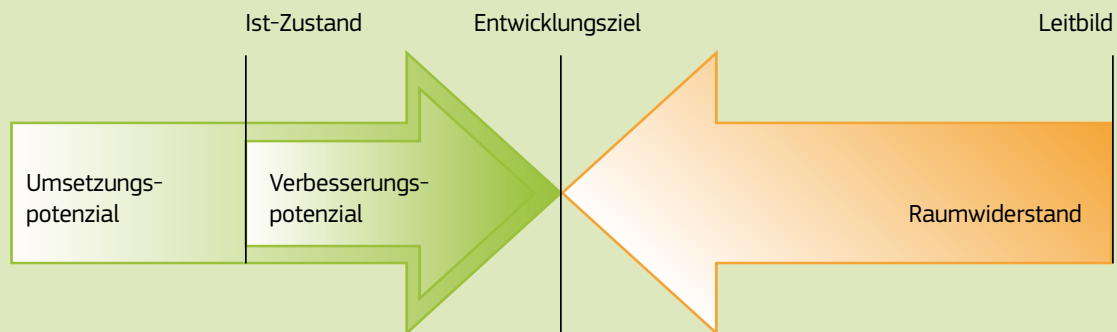 Ist-Zustand
Entwicklungsziel
Leitbild
Umsetzungs-
potenzial
Verbesserungs-
potenzial
Raumwiderstand